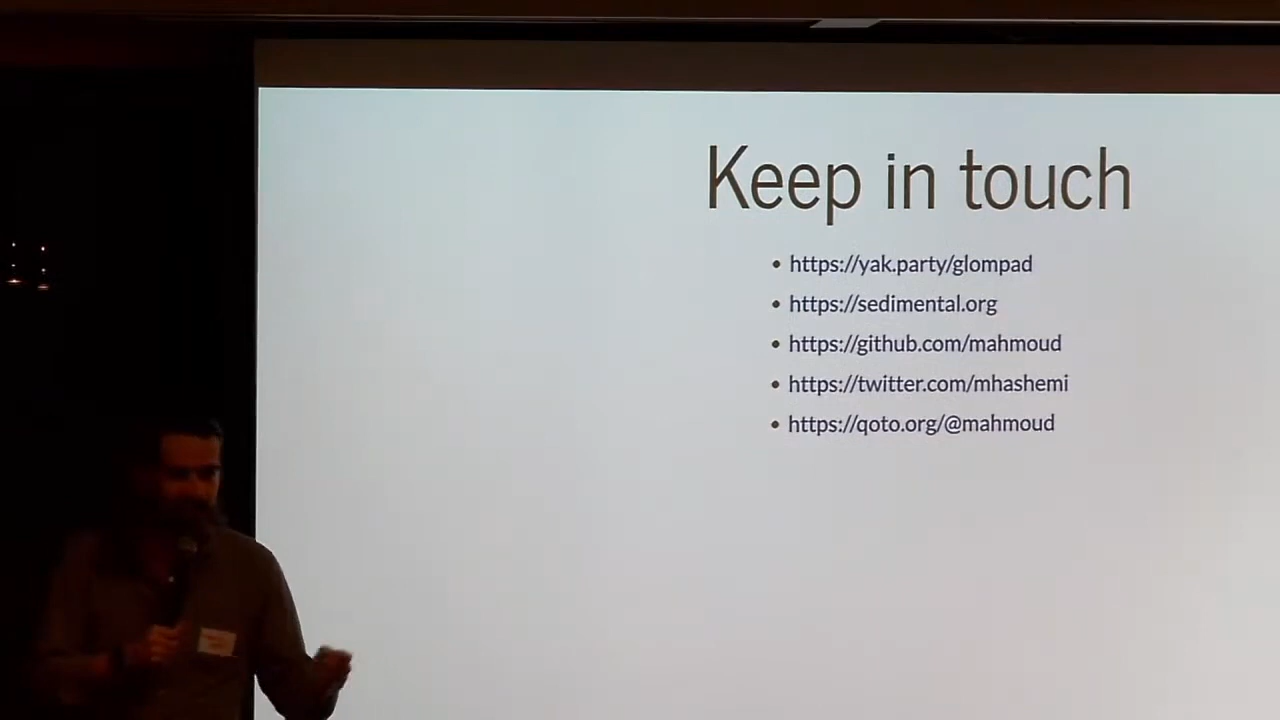 Keep in touch
• https://yak.party/glompad
• https://sedimental.org
• https://github.com/mahmoud
• https://twitter.com/mhashemi
• https://qoto.org/@mahmoud